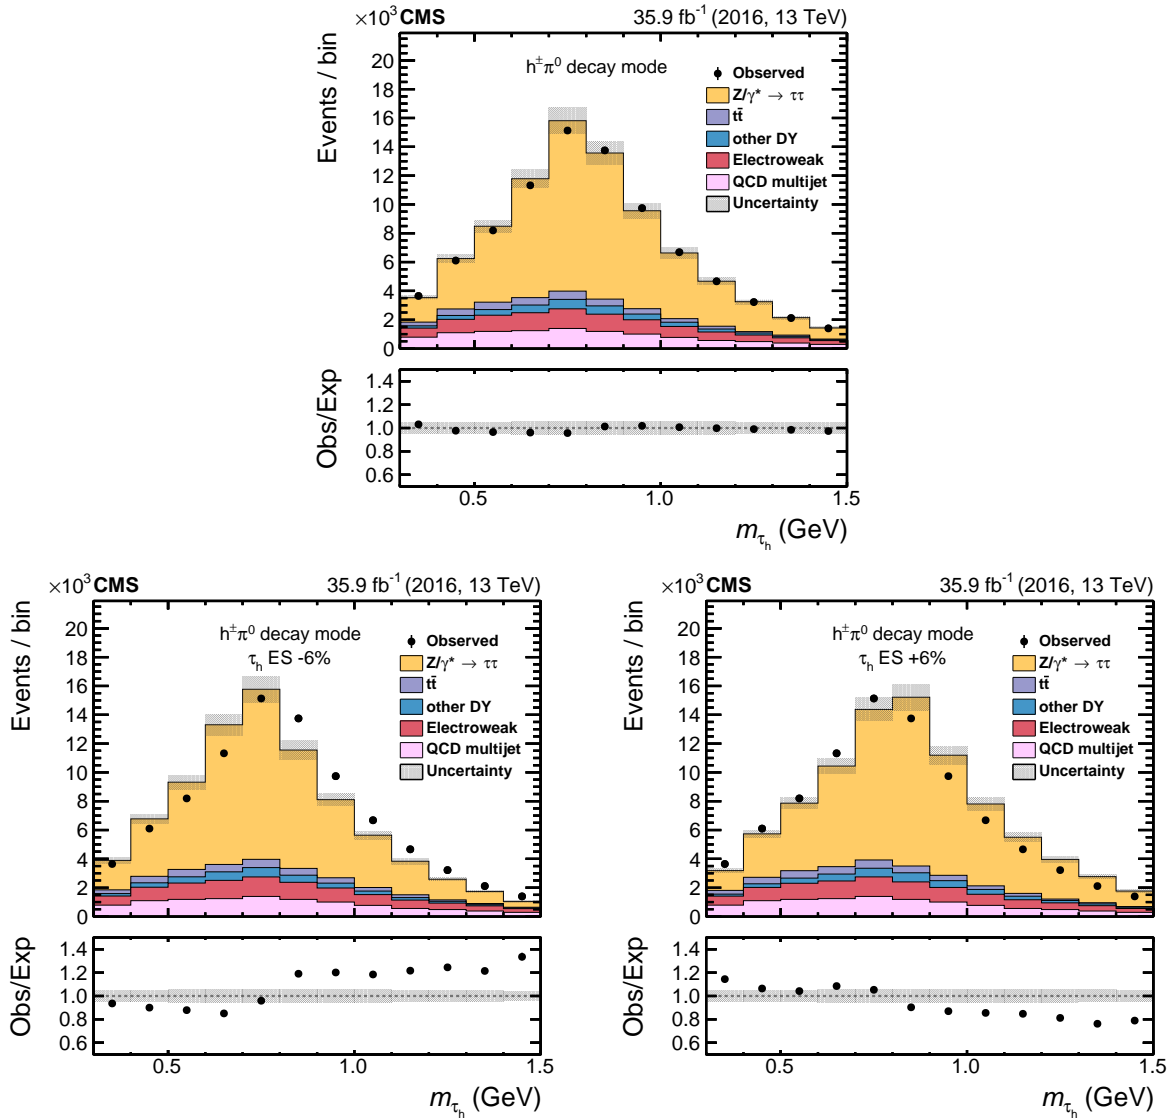 ×10³ CMS 35.9 fb⁻¹ (2016, 13 TeV)
Events / bin
20
18
16
14
12
10
8
6
4
2
0
h±π⁰ decay mode
Observed
Z/γ* → ττ
tt̄
other DY
Electroweak
QCD multijet
Uncertainty
Obs/Exp
1.4
1.2
1.0
0.8
0.6
0.5 1.0 1.5
m_τₕ (GeV)
×10³ CMS 35.9 fb⁻¹ (2016, 13 TeV)
Events / bin
20
18
16
14
12
10
8
6
4
2
0
h±π⁰ decay mode
τₕ ES -6%
Observed
Z/γ* → ττ
tt̄
other DY
Electroweak
QCD multijet
Uncertainty
Obs/Exp
1.4
1.2
1.0
0.8
0.6
0.5 1.0 1.5
m_τₕ (GeV)
×10³ CMS 35.9 fb⁻¹ (2016, 13 TeV)
Events / bin
20
18
16
14
12
10
8
6
4
2
0
h±π⁰ decay mode
τₕ ES +6%
Observed
Z/γ* → ττ
tt̄
other DY
Electroweak
QCD multijet
Uncertainty
Obs/Exp
1.4
1.2
1.0
0.8
0.6
0.5 1.0 1.5
m_τₕ (GeV)